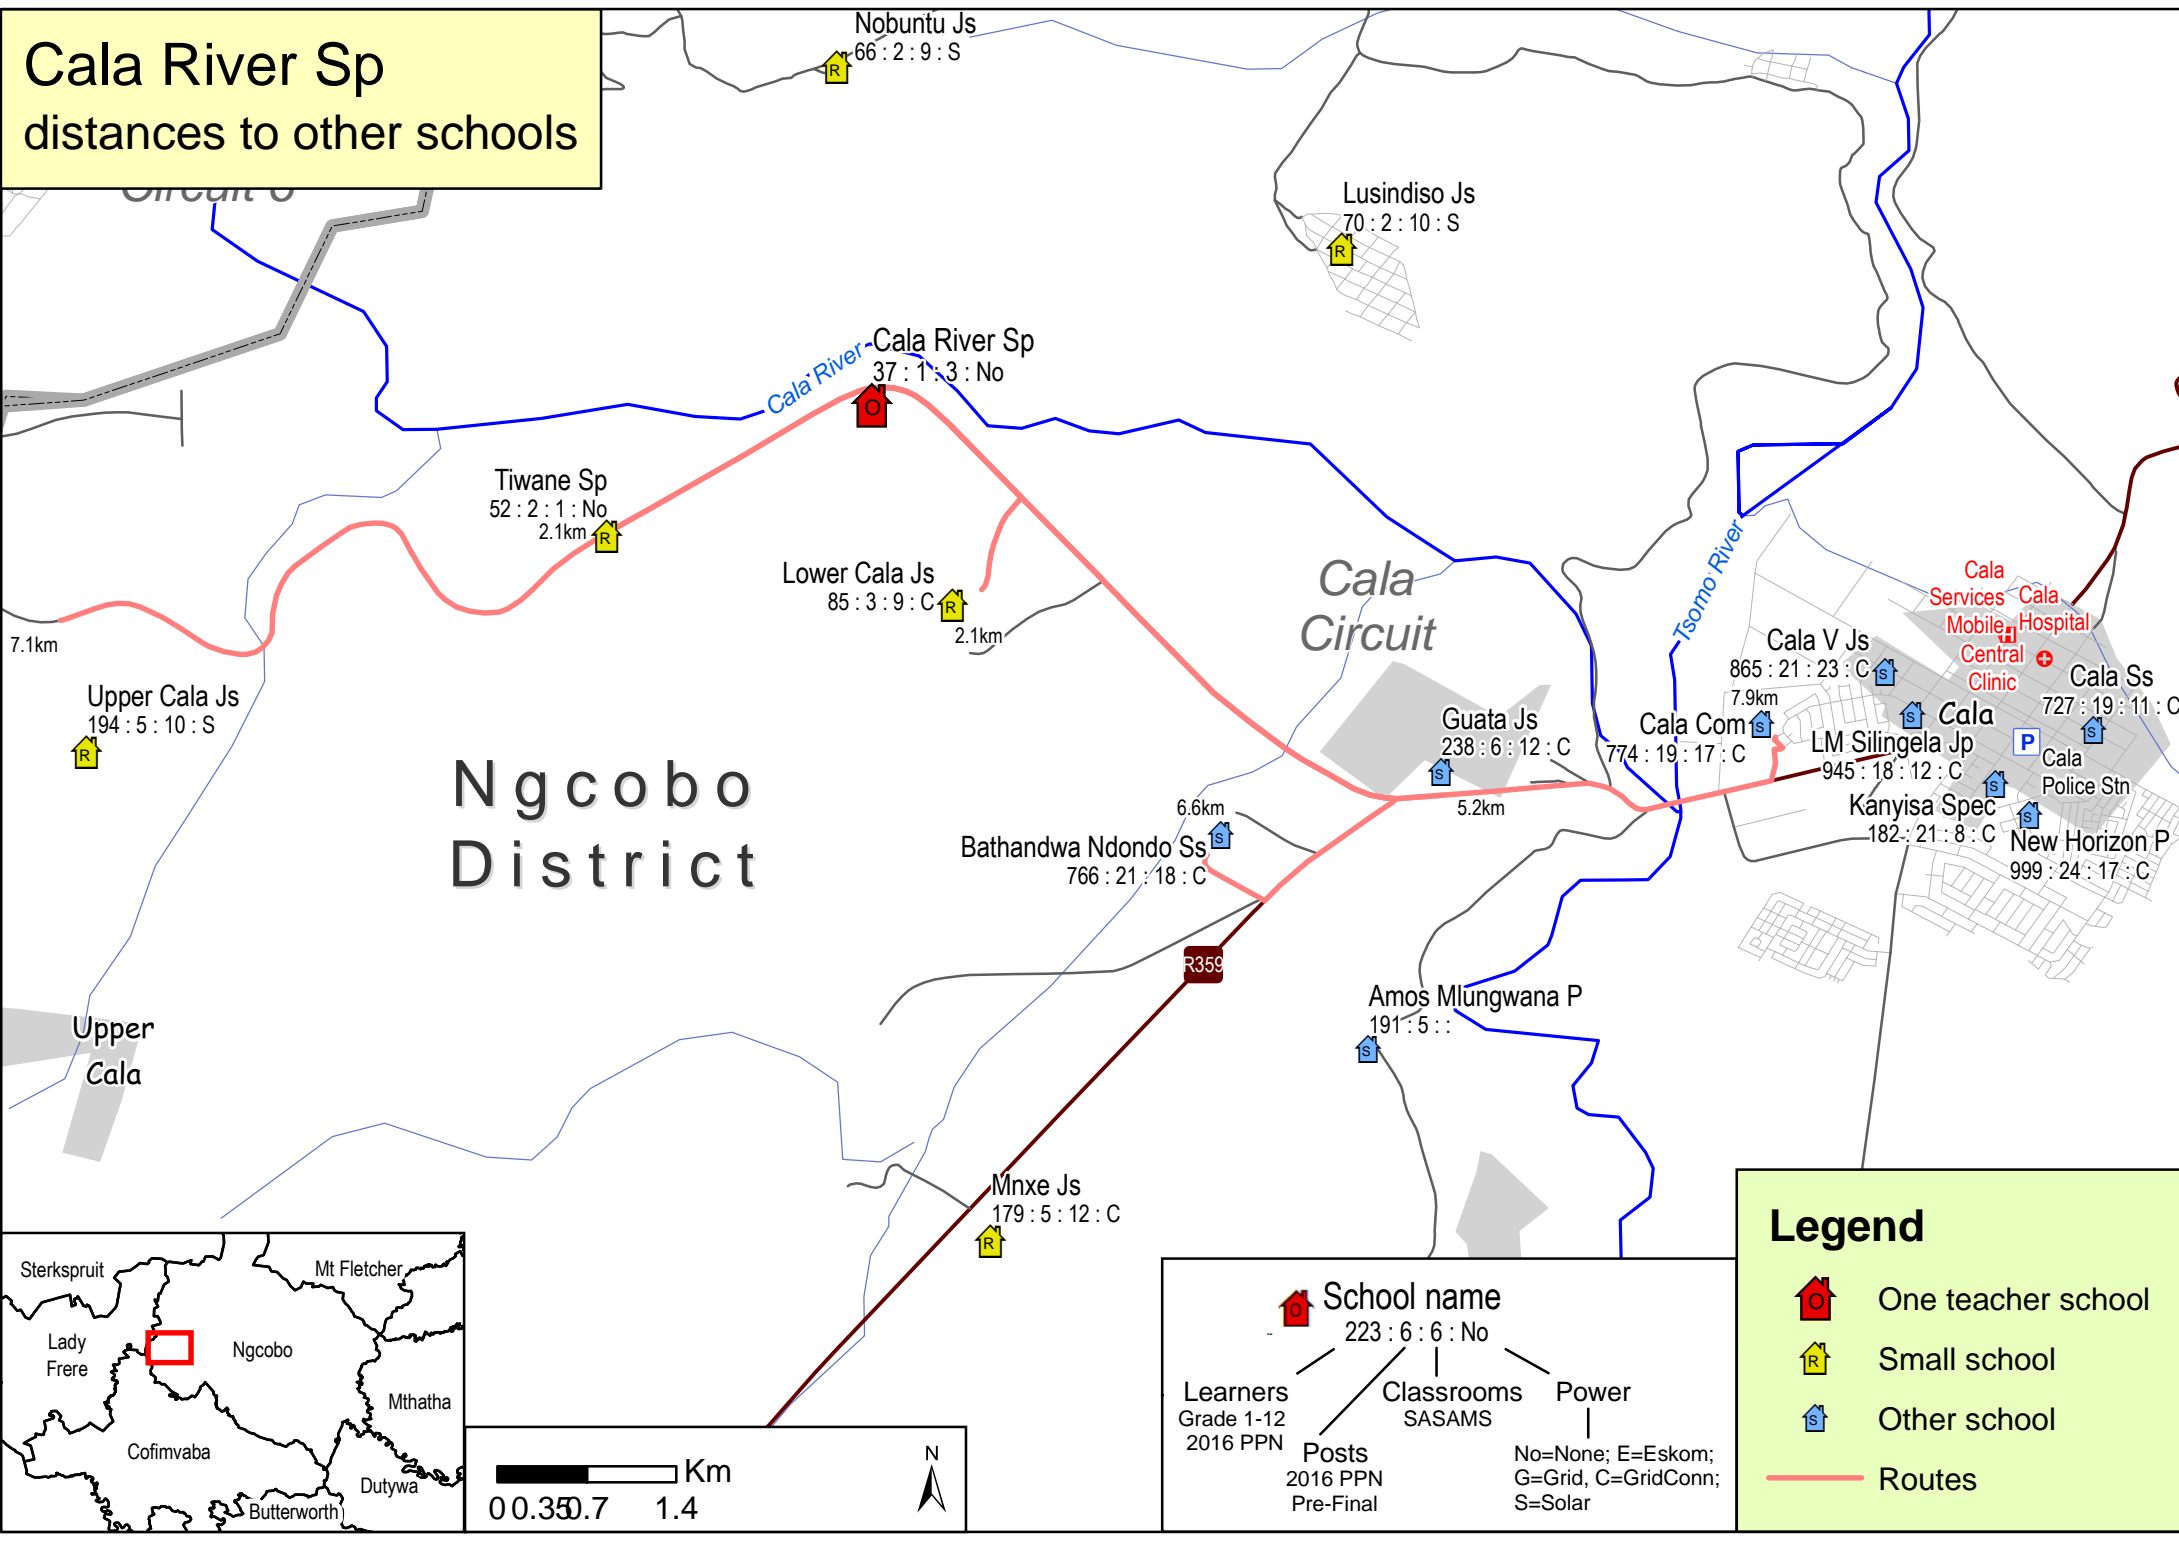 Cala River Sp
distances to other schools
Circuit 6
Nobuntu Js
66 : 2 : 9 : S
Lusindiso Js
70 : 2 : 10 : S
R
R
Cala River
Cala River Sp
37 : 1 : 3 : No
O
Tiwane Sp
52 : 2 : 1 : No
2.1km
R
Lower Cala Js
85 : 3 : 9 : C
R
2.1km
7.1km
Upper Cala Js
194 : 5 : 10 : S
R
Cala
Circuit
Tsomo River
Cala
Services
Mobile
Cala
Hospital
H
Central
Clinic
Cala V Js
865 : 21 : 23 : C
S
7.9km
Cala Com
774 : 19 : 17 : C
S
Cala Ss
727 : 19 : 11 : C
S
S
Cala
LM Silingela Jp
945 : 18 : 12 : C
P
Cala
Police Stn
Guata Js
238 : 6 : 12 : C
S
5.2km
Kanyisa Spec
182 : 21 : 8 : C
S
New Horizon P
999 : 24 : 17 : C
S
Ngcobo
District
6.6km
S
Bathandwa Ndondo Ss
766 : 21 : 18 : C
R359
Amos Mlungwana P
191 : 5 : :
S
Upper
Cala
Mnxe Js
179 : 5 : 12 : C
R
Sterkspruit
Mt Fletcher
Lady
Frere
Ngcobo
Mthatha
Cofimvaba
Dutywa
Butterworth
Km
0 0.35 0.7 1.4
N
O
School name
223 : 6 : 6 : No
Learners
Grade 1-12
2016 PPN
Posts
2016 PPN
Pre-Final
Classrooms
SASAMS
Power
No=None; E=Eskom;
G=Grid, C=GridConn;
S=Solar
Legend
O One teacher school
R Small school
S Other school
Routes